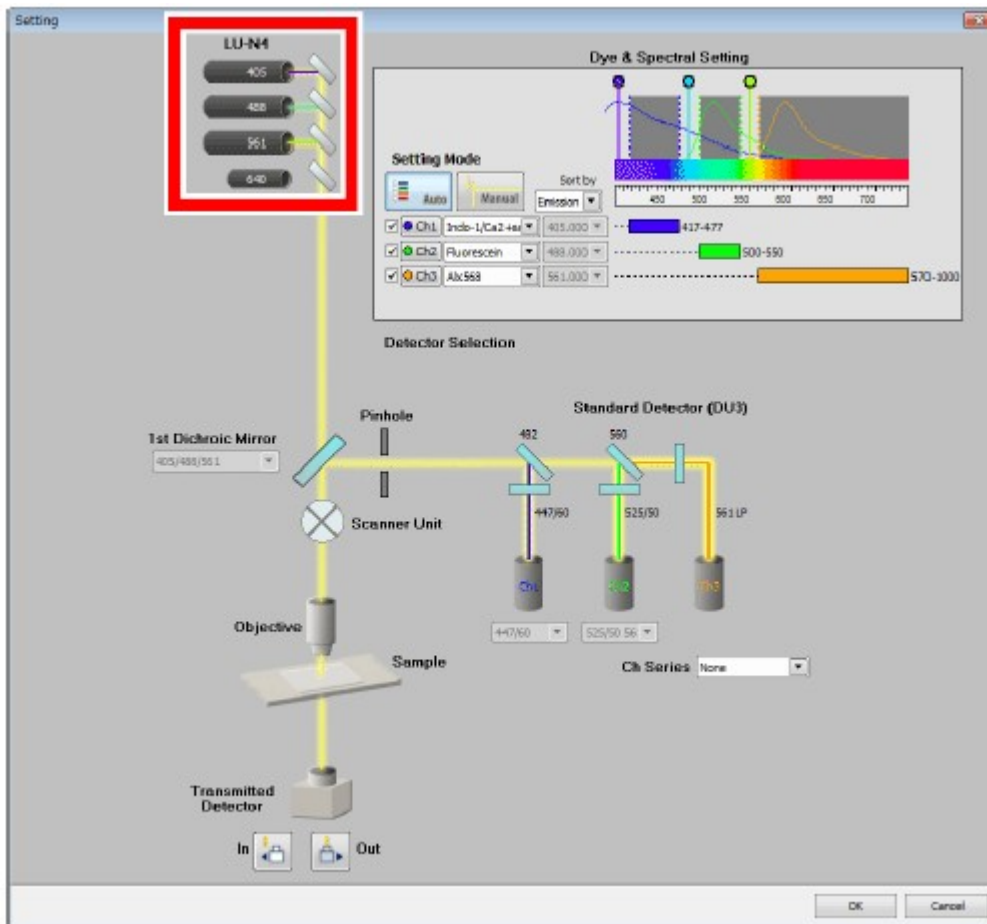 Setting
LU-N4
405
488
561
640
Dye & Spectral Setting
Setting Mode
Auto
Manual
Sort by
Emission
450 500 550 600 650 700
Ch1 405.000 417-477
Ch2 Fluorescein 488.000 500-550
Ch3 Alx568 561.000 570-1000
Detector Selection
Standard Detector (DU3)
Pinhole
1st Dichroic Mirror
405/488/561
492 560
Scanner Unit
447/60 525/50 561 LP
Ch1 Ch2 Ch3
447/60 525/50 56
Objective
Sample
Ch Series None
Transmitted
Detector
In Out
OK Cancel